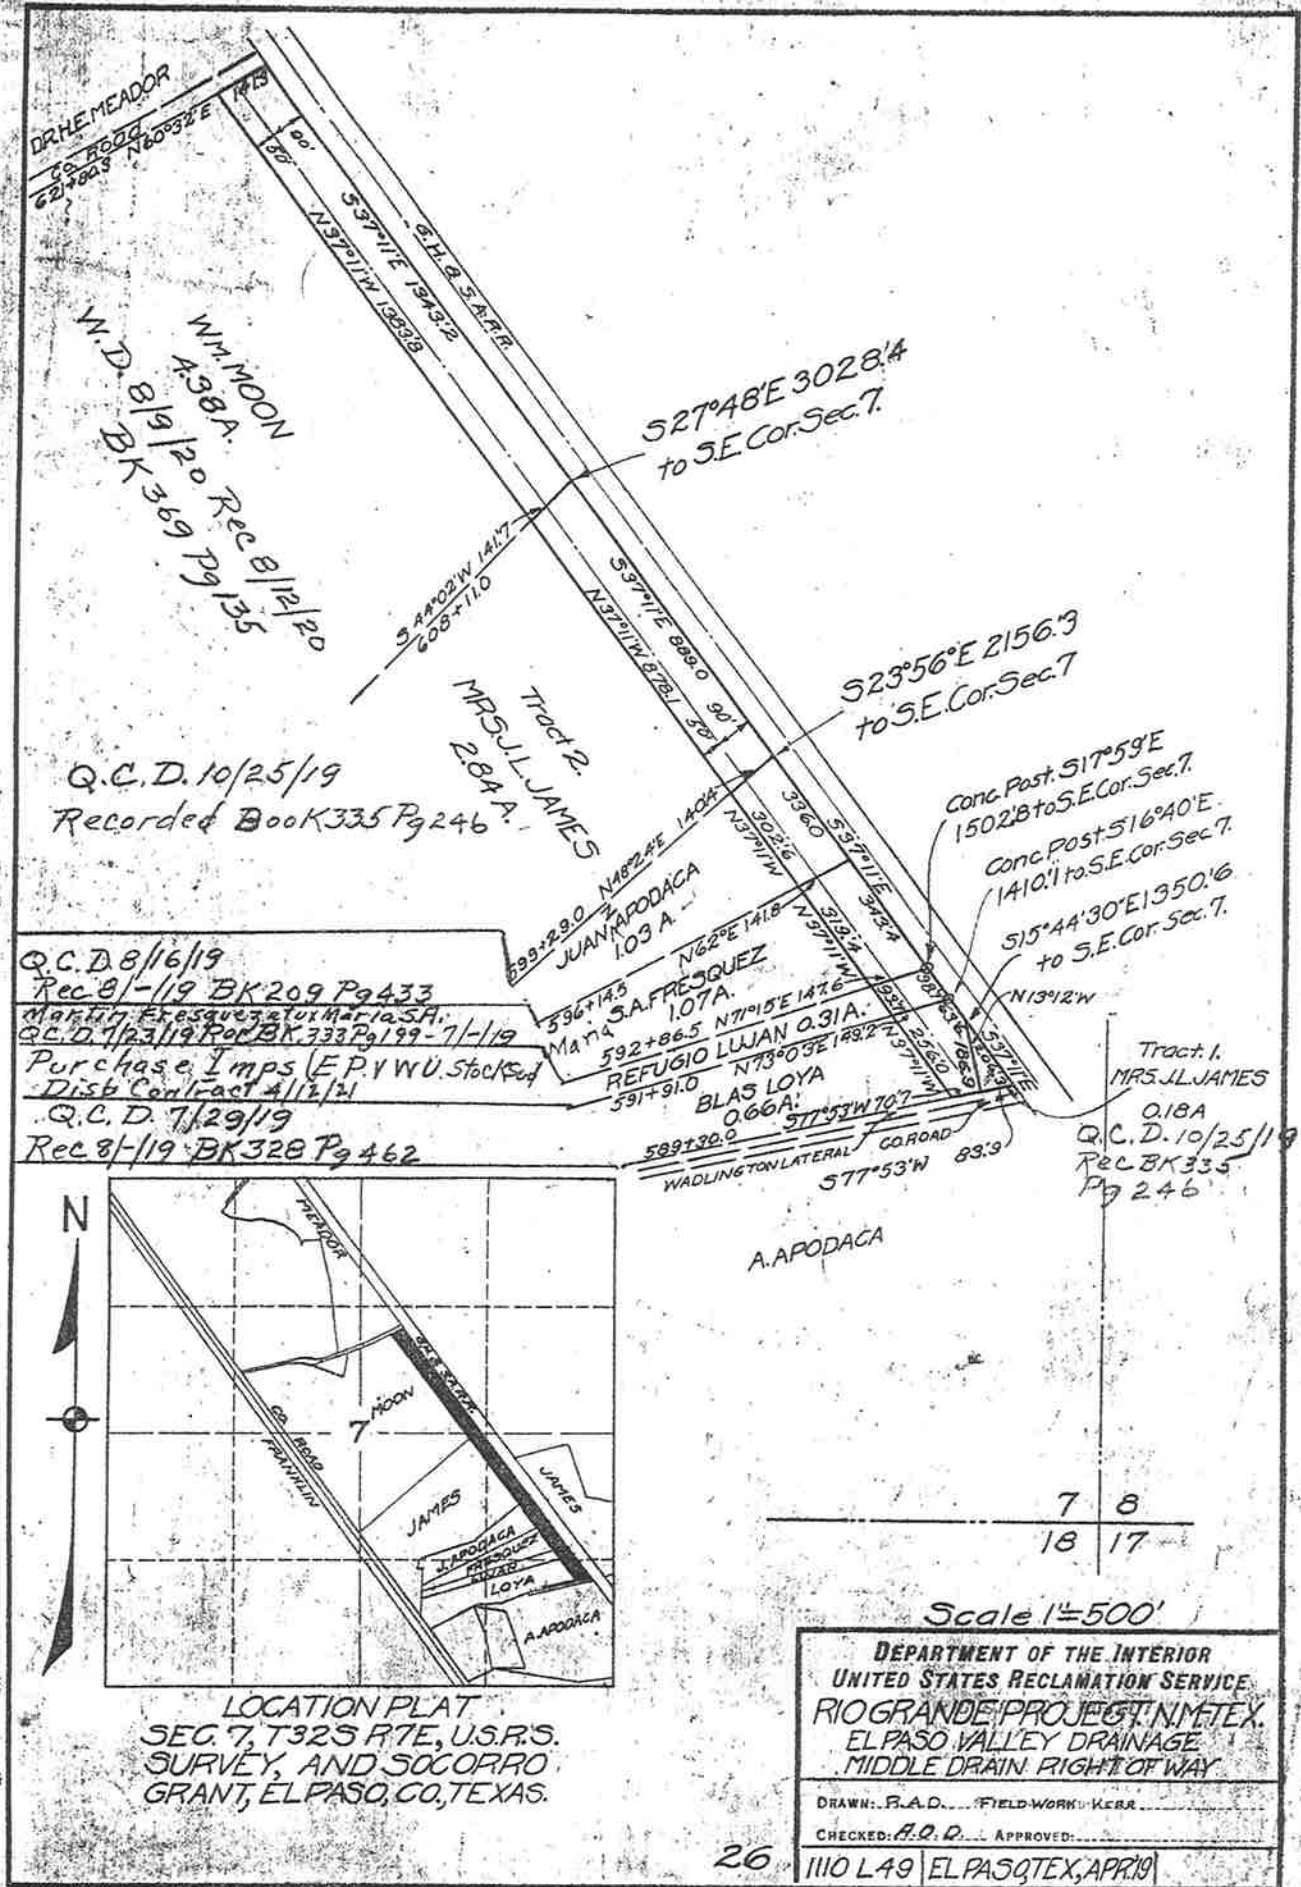 DR.H.E.MEADOR
CO. ROAD
621+80.3 N60°32'E 141.3
90'
60'
G.H. & S.A.R.R.
S37°11'E 1343.2
N37°11'W 1383.8
WM.MOON
4.38A.
W.D. 8/9/20 Rec 8/12/20
BK 369 Pg 135
S27°48'E 3028.4
to S.E.Cor.Sec.7.
S44°02'W 141.7
608+11.0
S37°11'E 889.0
N37°11'W 878.1
90'
60'
S23°56'E 2156.3
to S.E.Cor.Sec.7
Tract 2.
MRS.J.L.JAMES
2.84 A.
Q.C.D. 10/25/19
Recorded Book 335 Pg 246
599+29.0 N48°24'E 140.4
336.0
S37°11'E
302.6
N37°11'W
JUAN APODACA
1.03 A.
Conc.Post. S17°59'E
1502.8 to S.E.Cor.Sec.7.
Conc.Post S16°40'E
1410.1 to S.E.Cor.Sec.7.
S15°44'30"E 1350.6
to S.E.Cor.Sec.7.
343.4
319.4
N37°11'W
596+14.5 N62°E 141.8
Maria S.A.FRESQUEZ
1.07A.
592+86.5 N71°15'E 147.6
REFUGIO LUJAN 0.31A.
591+91.0 N73°03'E 149.2
BLAS LOYA
0.66A.
256.0
N37°11'W
186.9
N13°12'W
S37°11'E
589+30.0 S77°53'W 70.7
WADLINGTON LATERAL CO.ROAD
S77°53'W 83.9
A.APODACA
Tract.1.
MRS.J.L.JAMES
0.18A
Q.C.D. 10/25/19
Rec BK 335
Pg 246
Q.C.D. 8/16/19
Rec 8/-/19 BK 209 Pg 433
Martin Fresquez et ux Maria S.A.
Q.C.D. 7/23/19 Rec BK.333 Pg 199-7/-/19
Purchase Imps (E.P.V.W.U. Stock
Disb Contract 4/12/21
Q.C.D. 7/29/19
Rec 8/-/19 BK 328 Pg 462
N
MEADOR
G.H. & S.A.R.R.
MOON
7
CO. ROAD
FRANKLIN
JAMES
JAMES
J.APODACA
FRESQUEZ
LUJAN
LOYA
A.APODACA
LOCATION PLAT
SEC. 7, T32S R7E, U.S.R.S.
SURVEY, AND SOCORRO
GRANT, EL PASO, CO., TEXAS.
7 8
18 17
Scale 1"=500'
DEPARTMENT OF THE INTERIOR
UNITED STATES RECLAMATION SERVICE
RIO GRANDE PROJECT N.M-TEX.
EL PASO VALLEY DRAINAGE
MIDDLE DRAIN RIGHT OF WAY
DRAWN: R.A.D. FIELD WORK: KERR
CHECKED: A.O.D. APPROVED:
1110 L49 EL PASO, TEX, APR.19
26